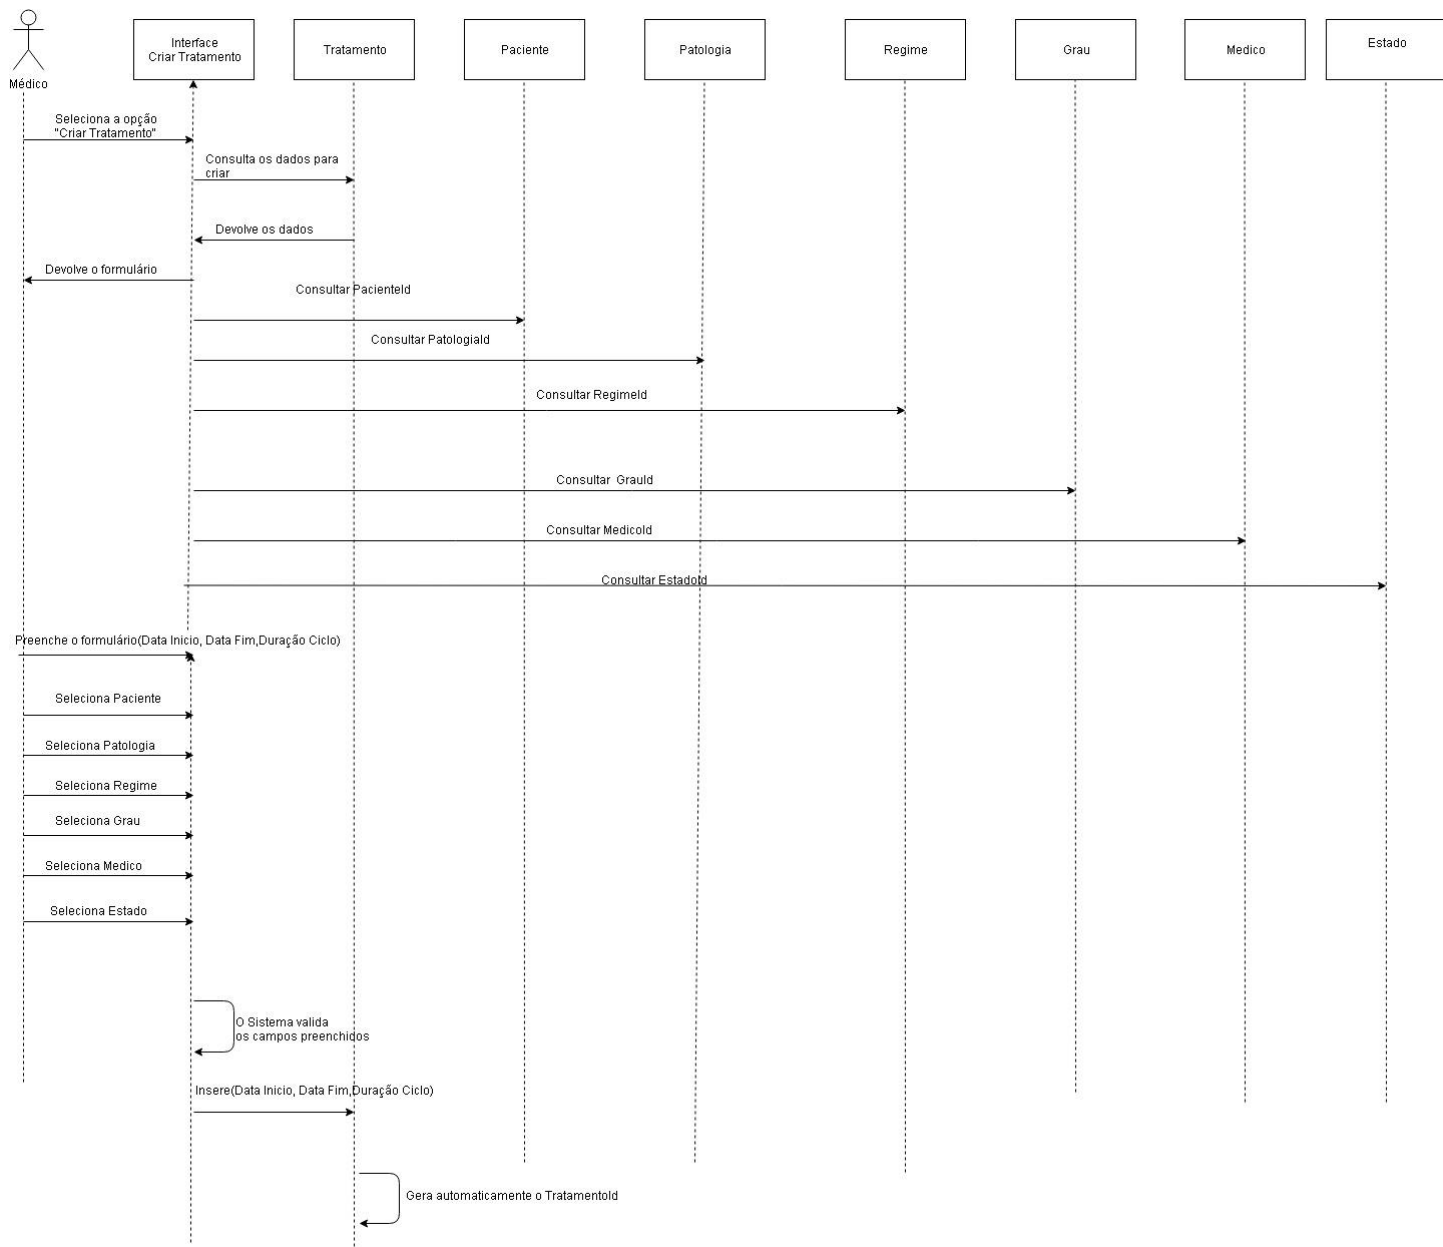 Médico
Interface
Criar Tratamento
Tratamento
Paciente
Patologia
Regime
Grau
Medico
Estado
Seleciona a opção
"Criar Tratamento"
Consulta os dados para
criar
Devolve os dados
Devolve o formulário
Consultar PacienteId
Consultar PatologiaId
Consultar RegimeId
Consultar  GrauId
Consultar MedicoId
Consultar EstadoId
Preenche o formulário(Data Inicio, Data Fim,Duração Ciclo)
Seleciona Paciente
Seleciona Patologia
Seleciona Regime
Seleciona Grau
Seleciona Medico
Seleciona Estado
O Sistema valida
os campos preenchidos
Insere(Data Inicio, Data Fim,Duração Ciclo)
Gera automaticamente o TratamentoId